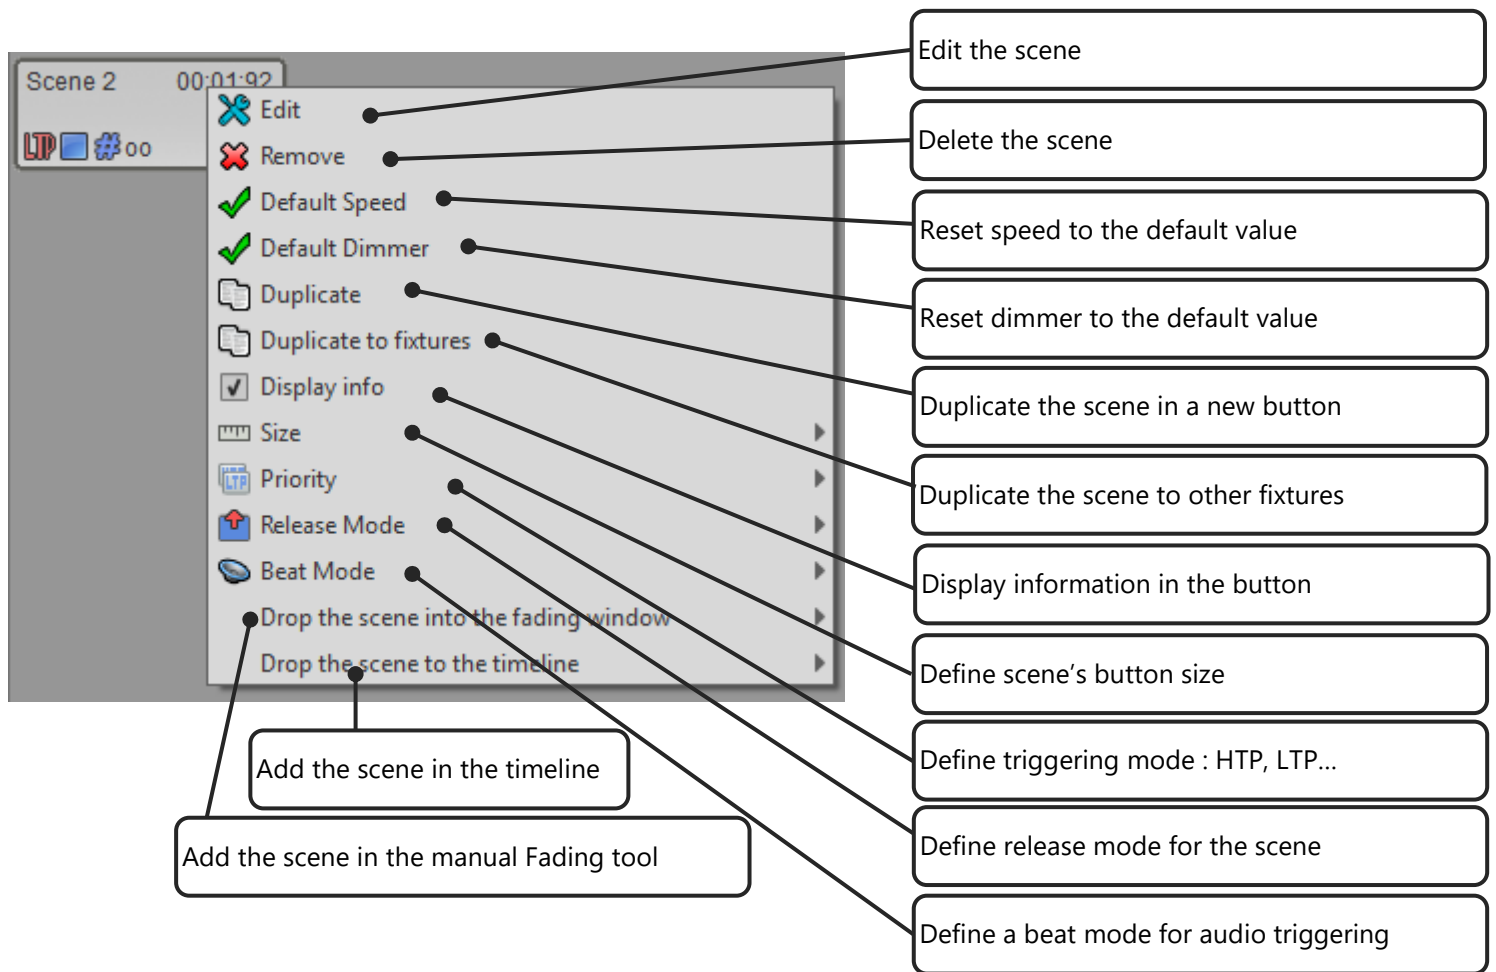 Scene 2 00:01:92
LTP # oo
Edit
Remove
Default Speed
Default Dimmer
Duplicate
Duplicate to fixtures
Display info
Size
LTP Priority
Release Mode
Beat Mode
Drop the scene into the fading window
Drop the scene to the timeline
Edit the scene
Delete the scene
Reset speed to the default value
Reset dimmer to the default value
Duplicate the scene in a new button
Duplicate the scene to other fixtures
Display information in the button
Define scene’s button size
Define triggering mode : HTP, LTP…
Define release mode for the scene
Define a beat mode for audio triggering
Add the scene in the timeline
Add the scene in the manual Fading tool